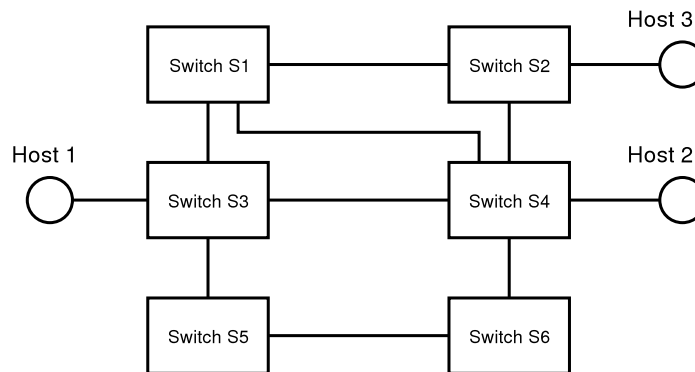 Host 3
Switch S1
Switch S2
Host 1
Host 2
Switch S3
Switch S4
Switch S5
Switch S6